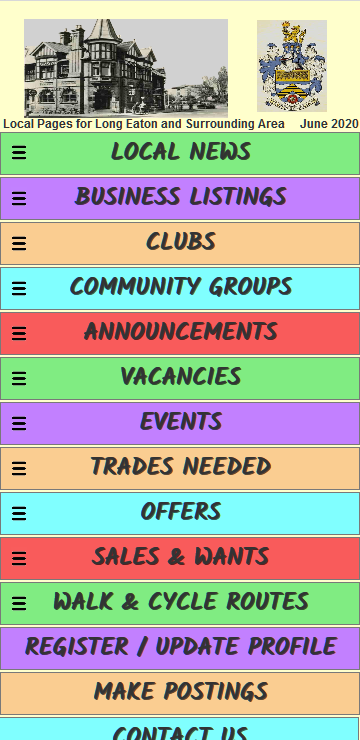 Local Pages for Long Eaton and Surrounding Area June 2020
LOCAL NEWS
BUSINESS LISTINGS
CLUBS
COMMUNITY GROUPS
ANNOUNCEMENTS
VACANCIES
EVENTS
TRADES NEEDED
OFFERS
SALES & WANTS
WALK & CYCLE ROUTES
REGISTER / UPDATE PROFILE
MAKE POSTINGS
CONTACT US